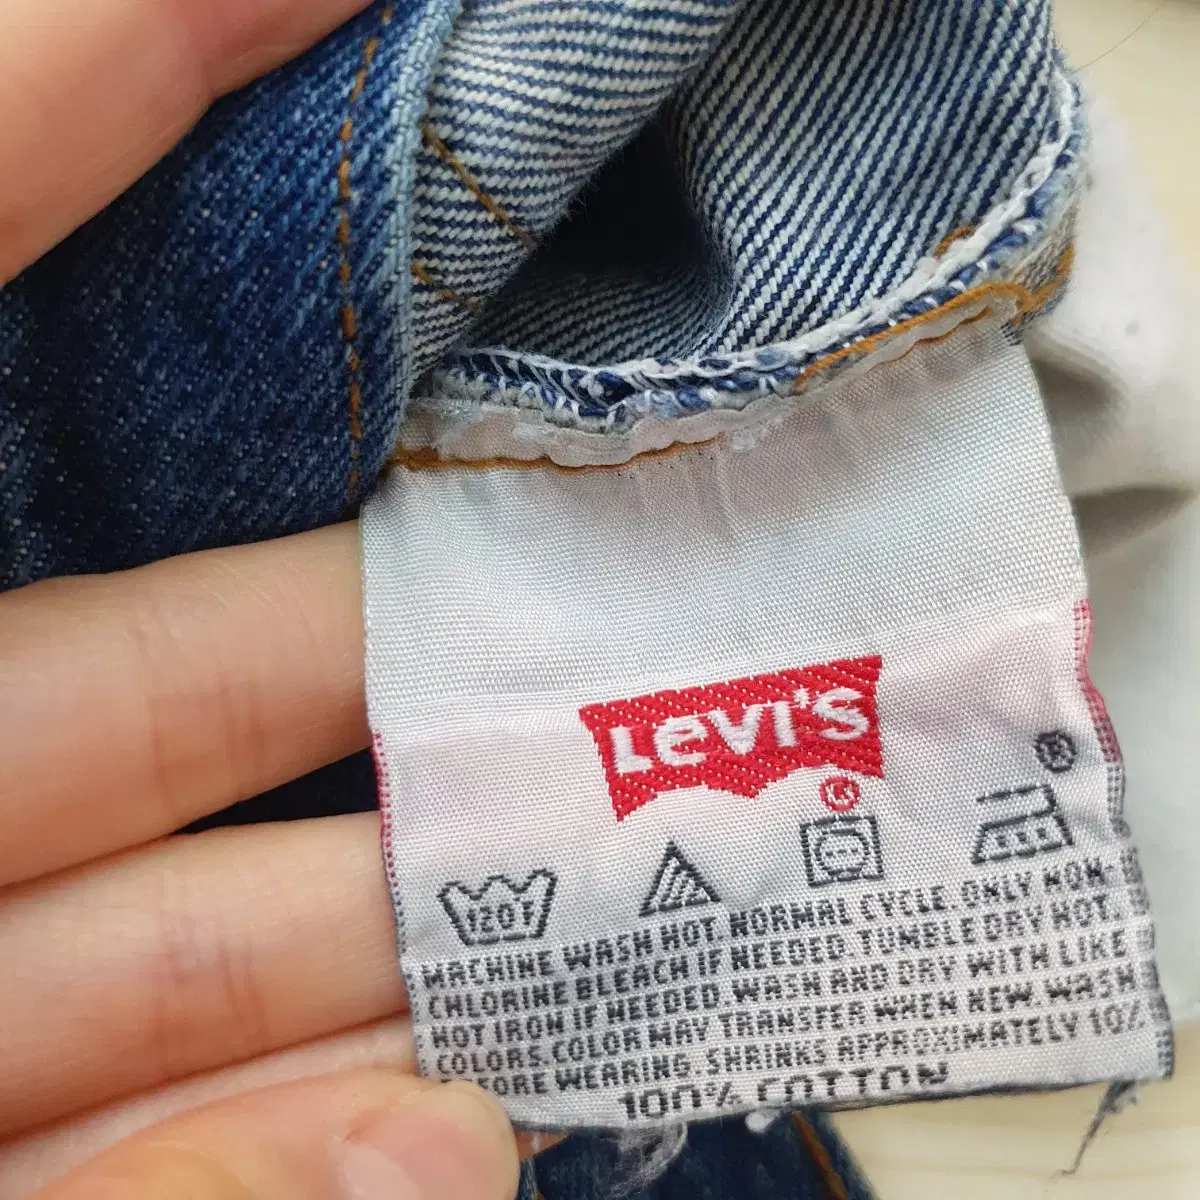 LEVI'S
®
®
120F
MACHINE WASH HOT, NORMAL CYCLE. ONLY NON-
CHLORINE BLEACH IF NEEDED. TUMBLE DRY HOT.
HOT IRON IF NEEDED. WASH AND DRY WITH LIKE
COLORS. COLOR MAY TRANSFER WHEN NEW. WASH
BEFORE WEARING. SHRINKS APPROXIMATELY 10%
100% COTTON